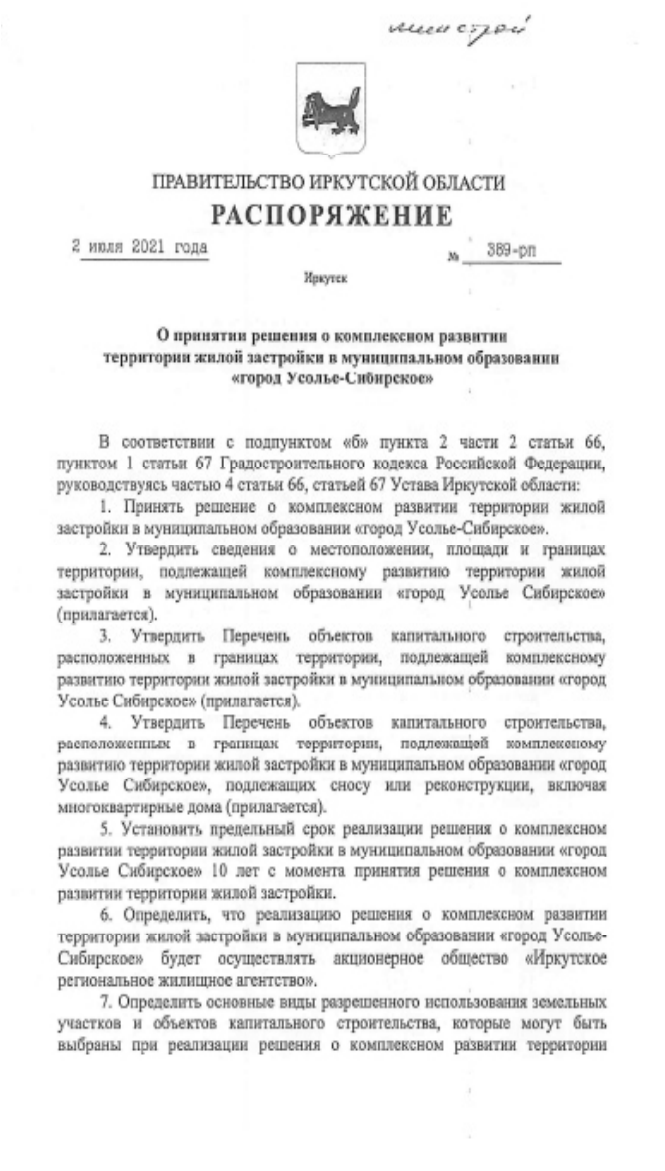 минстрой
ПРАВИТЕЛЬСТВО ИРКУТСКОЙ ОБЛАСТИ
РАСПОРЯЖЕНИЕ
2 июля 2021 года
№ 389-рп
Иркутск
О принятии решения о комплексном развитии
территории жилой застройки в муниципальном образовании
«город Усолье-Сибирское»
В соответствии с подпунктом «б» пункта 2 части 2 статьи 66,
пунктом 1 статьи 67 Градостроительного кодекса Российской Федерации,
руководствуясь частью 4 статьи 66, статьей 67 Устава Иркутской области:
1. Принять решение о комплексном развитии территории жилой
застройки в муниципальном образовании «город Усолье-Сибирское».
2. Утвердить сведения о местоположении, площади и границах
территории, подлежащей комплексному развитию территории жилой
застройки в муниципальном образовании «город Усолье Сибирское»
(прилагается).
3. Утвердить Перечень объектов капитального строительства,
расположенных в границах территории, подлежащей комплексному
развитию территории жилой застройки в муниципальном образовании «город
Усолье Сибирское» (прилагается).
4. Утвердить Перечень объектов капитального строительства,
расположенных в границах территории, подлежащей комплексному
развитию территории жилой застройки в муниципальном образовании «город
Усолье Сибирское», подлежащих сносу или реконструкции, включая
многоквартирные дома (прилагается).
5. Установить предельный срок реализации решения о комплексном
развитии территории жилой застройки в муниципальном образовании «город
Усолье Сибирское» 10 лет с момента принятия решения о комплексном
развитии территории жилой застройки.
6. Определить, что реализацию решения о комплексном развитии
территории жилой застройки в муниципальном образовании «город Усолье-
Сибирское» будет осуществлять акционерное общество «Иркутское
региональное жилищное агентство».
7. Определить основные виды разрешенного использования земельных
участков и объектов капитального строительства, которые могут быть
выбраны при реализации решения о комплексном развитии территории